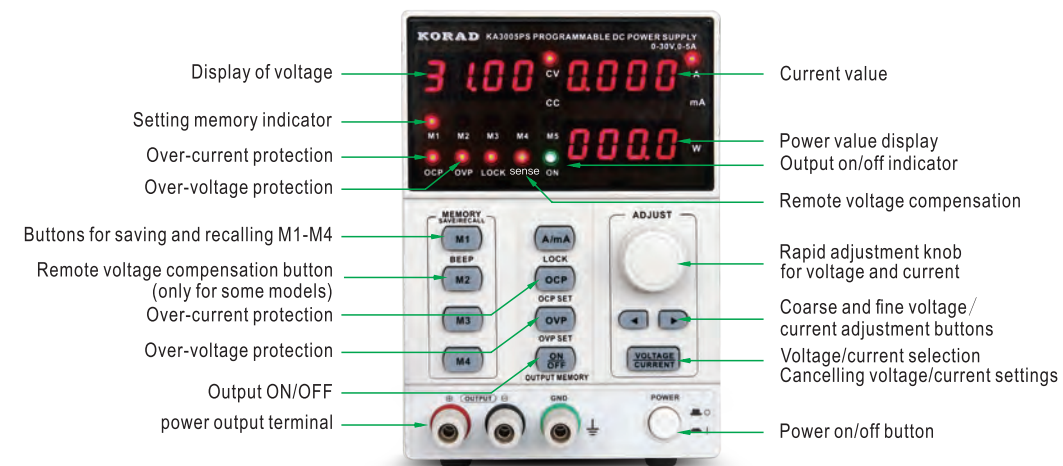 KORAD KA3005PS PROGRAMMABLE DC POWER SUPPLY
0-30V,0-5A
31.00 CV 0.000 A
CC mA
M1 M2 M3 M4 M5
000.0 W
OCP OVP LOCK sense ON
Display of voltage
Setting memory indicator
Over-current protection
Over-voltage protection
Buttons for saving and recalling M1-M4
Remote voltage compensation button
(only for some models)
Over-current protection
Over-voltage protection
Output ON/OFF
power output terminal
MEMORY
SAVE/RECALL
M1
BEEP
M2
M3
M4
A/mA
LOCK
OCP
OCP SET
OVP
OVP SET
ON
OFF
OUTPUT MEMORY
ADJUST
VOLTAGE
CURRENT
⊕ OUTPUT ⊖
GND
POWER
Current value
Power value display
Output on/off indicator
Remote voltage compensation
Rapid adjustment knob
for voltage and current
Coarse and fine voltage/
current adjustment buttons
Voltage/current selection
Cancelling voltage/current settings
Power on/off button